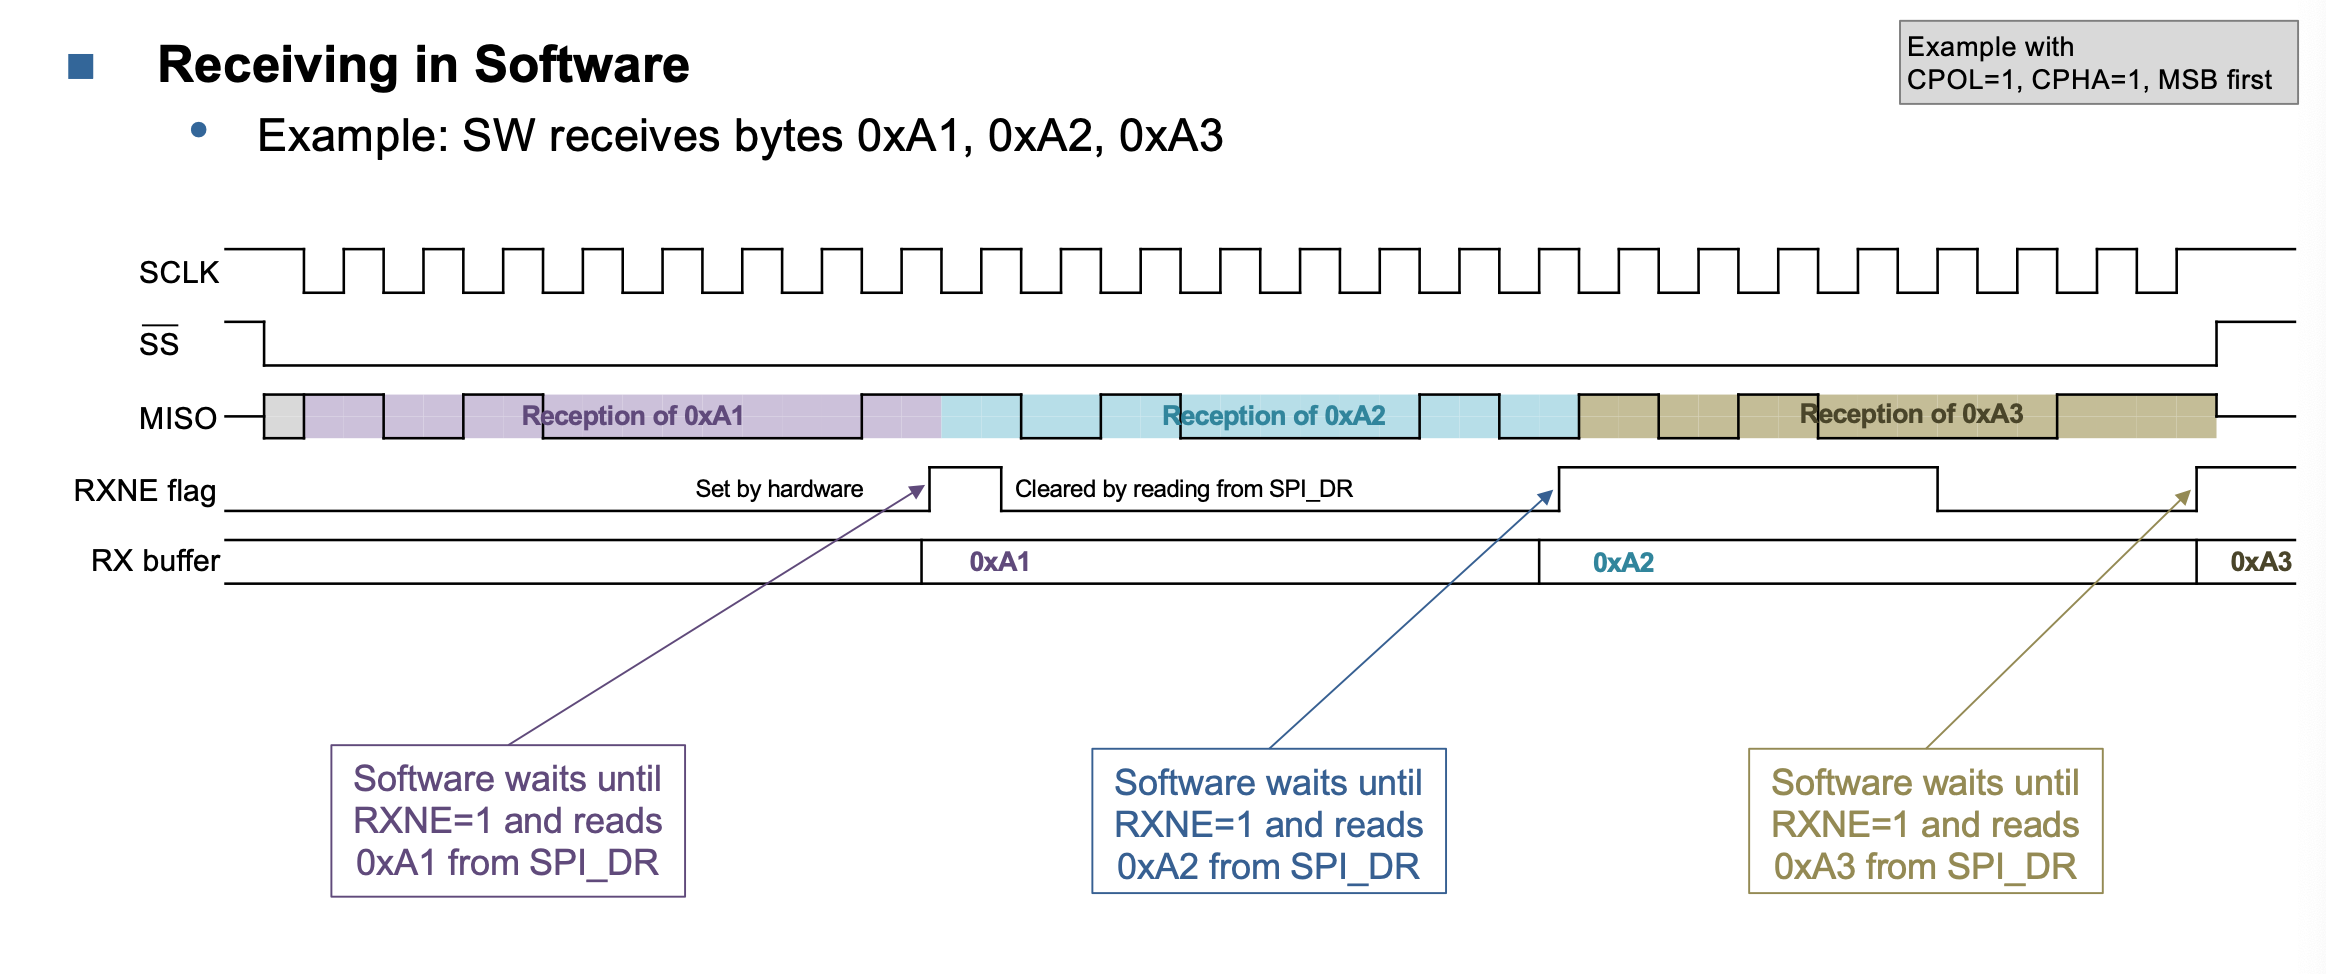 Receiving in Software
Example with
CPOL=1, CPHA=1, MSB first
Example: SW receives bytes 0xA1, 0xA2, 0xA3
SCLK
SS
MISO
Reception of 0xA1
Reception of 0xA2
Reception of 0xA3
RXNE flag
Set by hardware
Cleared by reading from SPI_DR
RX buffer
0xA1
0xA2
0xA3
Software waits until
RXNE=1 and reads
0xA1 from SPI_DR
Software waits until
RXNE=1 and reads
0xA2 from SPI_DR
Software waits until
RXNE=1 and reads
0xA3 from SPI_DR